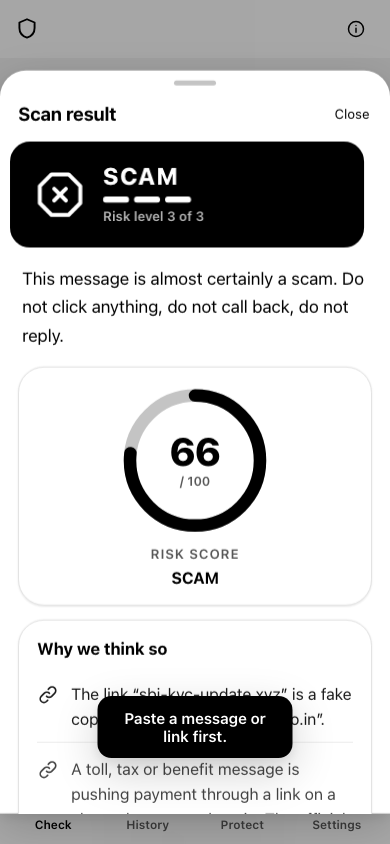 Scan result
Close
SCAM
Risk level 3 of 3
This message is almost certainly a scam. Do
not click anything, do not call back, do not
reply.
66
/ 100
RISK SCORE
SCAM
Why we think so
The link “sbi-kyc-update.xyz” is a fake
cop
.in”.
Paste a message or
link first.
A toll, tax or benefit message is
pushing payment through a link on a
Check
History
Protect
Settings